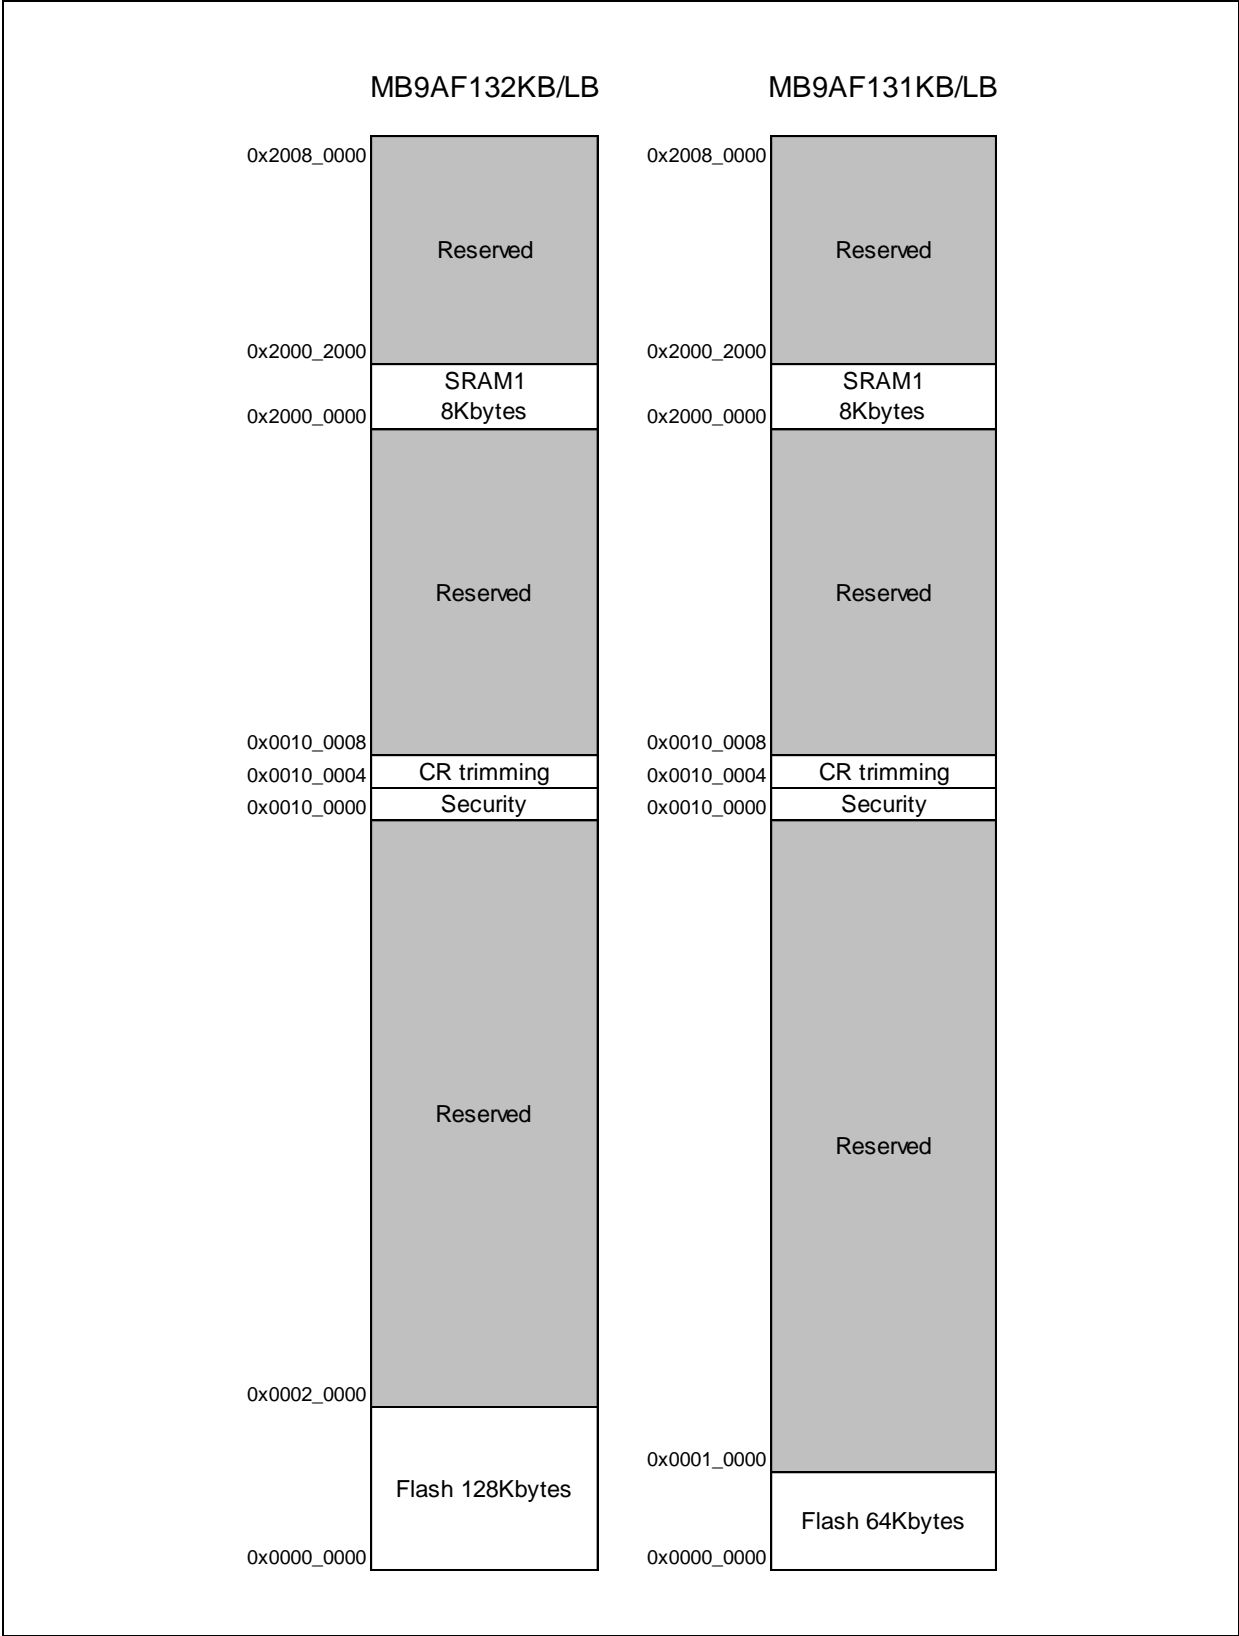 MB9AF132KB/LB
0x2008_0000
Reserved
0x2000_2000
SRAM1
8Kbytes
0x2000_0000
Reserved
0x0010_0008
0x0010_0004
CR trimming
0x0010_0000
Security
Reserved
0x0002_0000
Flash 128Kbytes
0x0000_0000
MB9AF131KB/LB
0x2008_0000
Reserved
0x2000_2000
SRAM1
8Kbytes
0x2000_0000
Reserved
0x0010_0008
0x0010_0004
CR trimming
0x0010_0000
Security
Reserved
0x0001_0000
Flash 64Kbytes
0x0000_0000